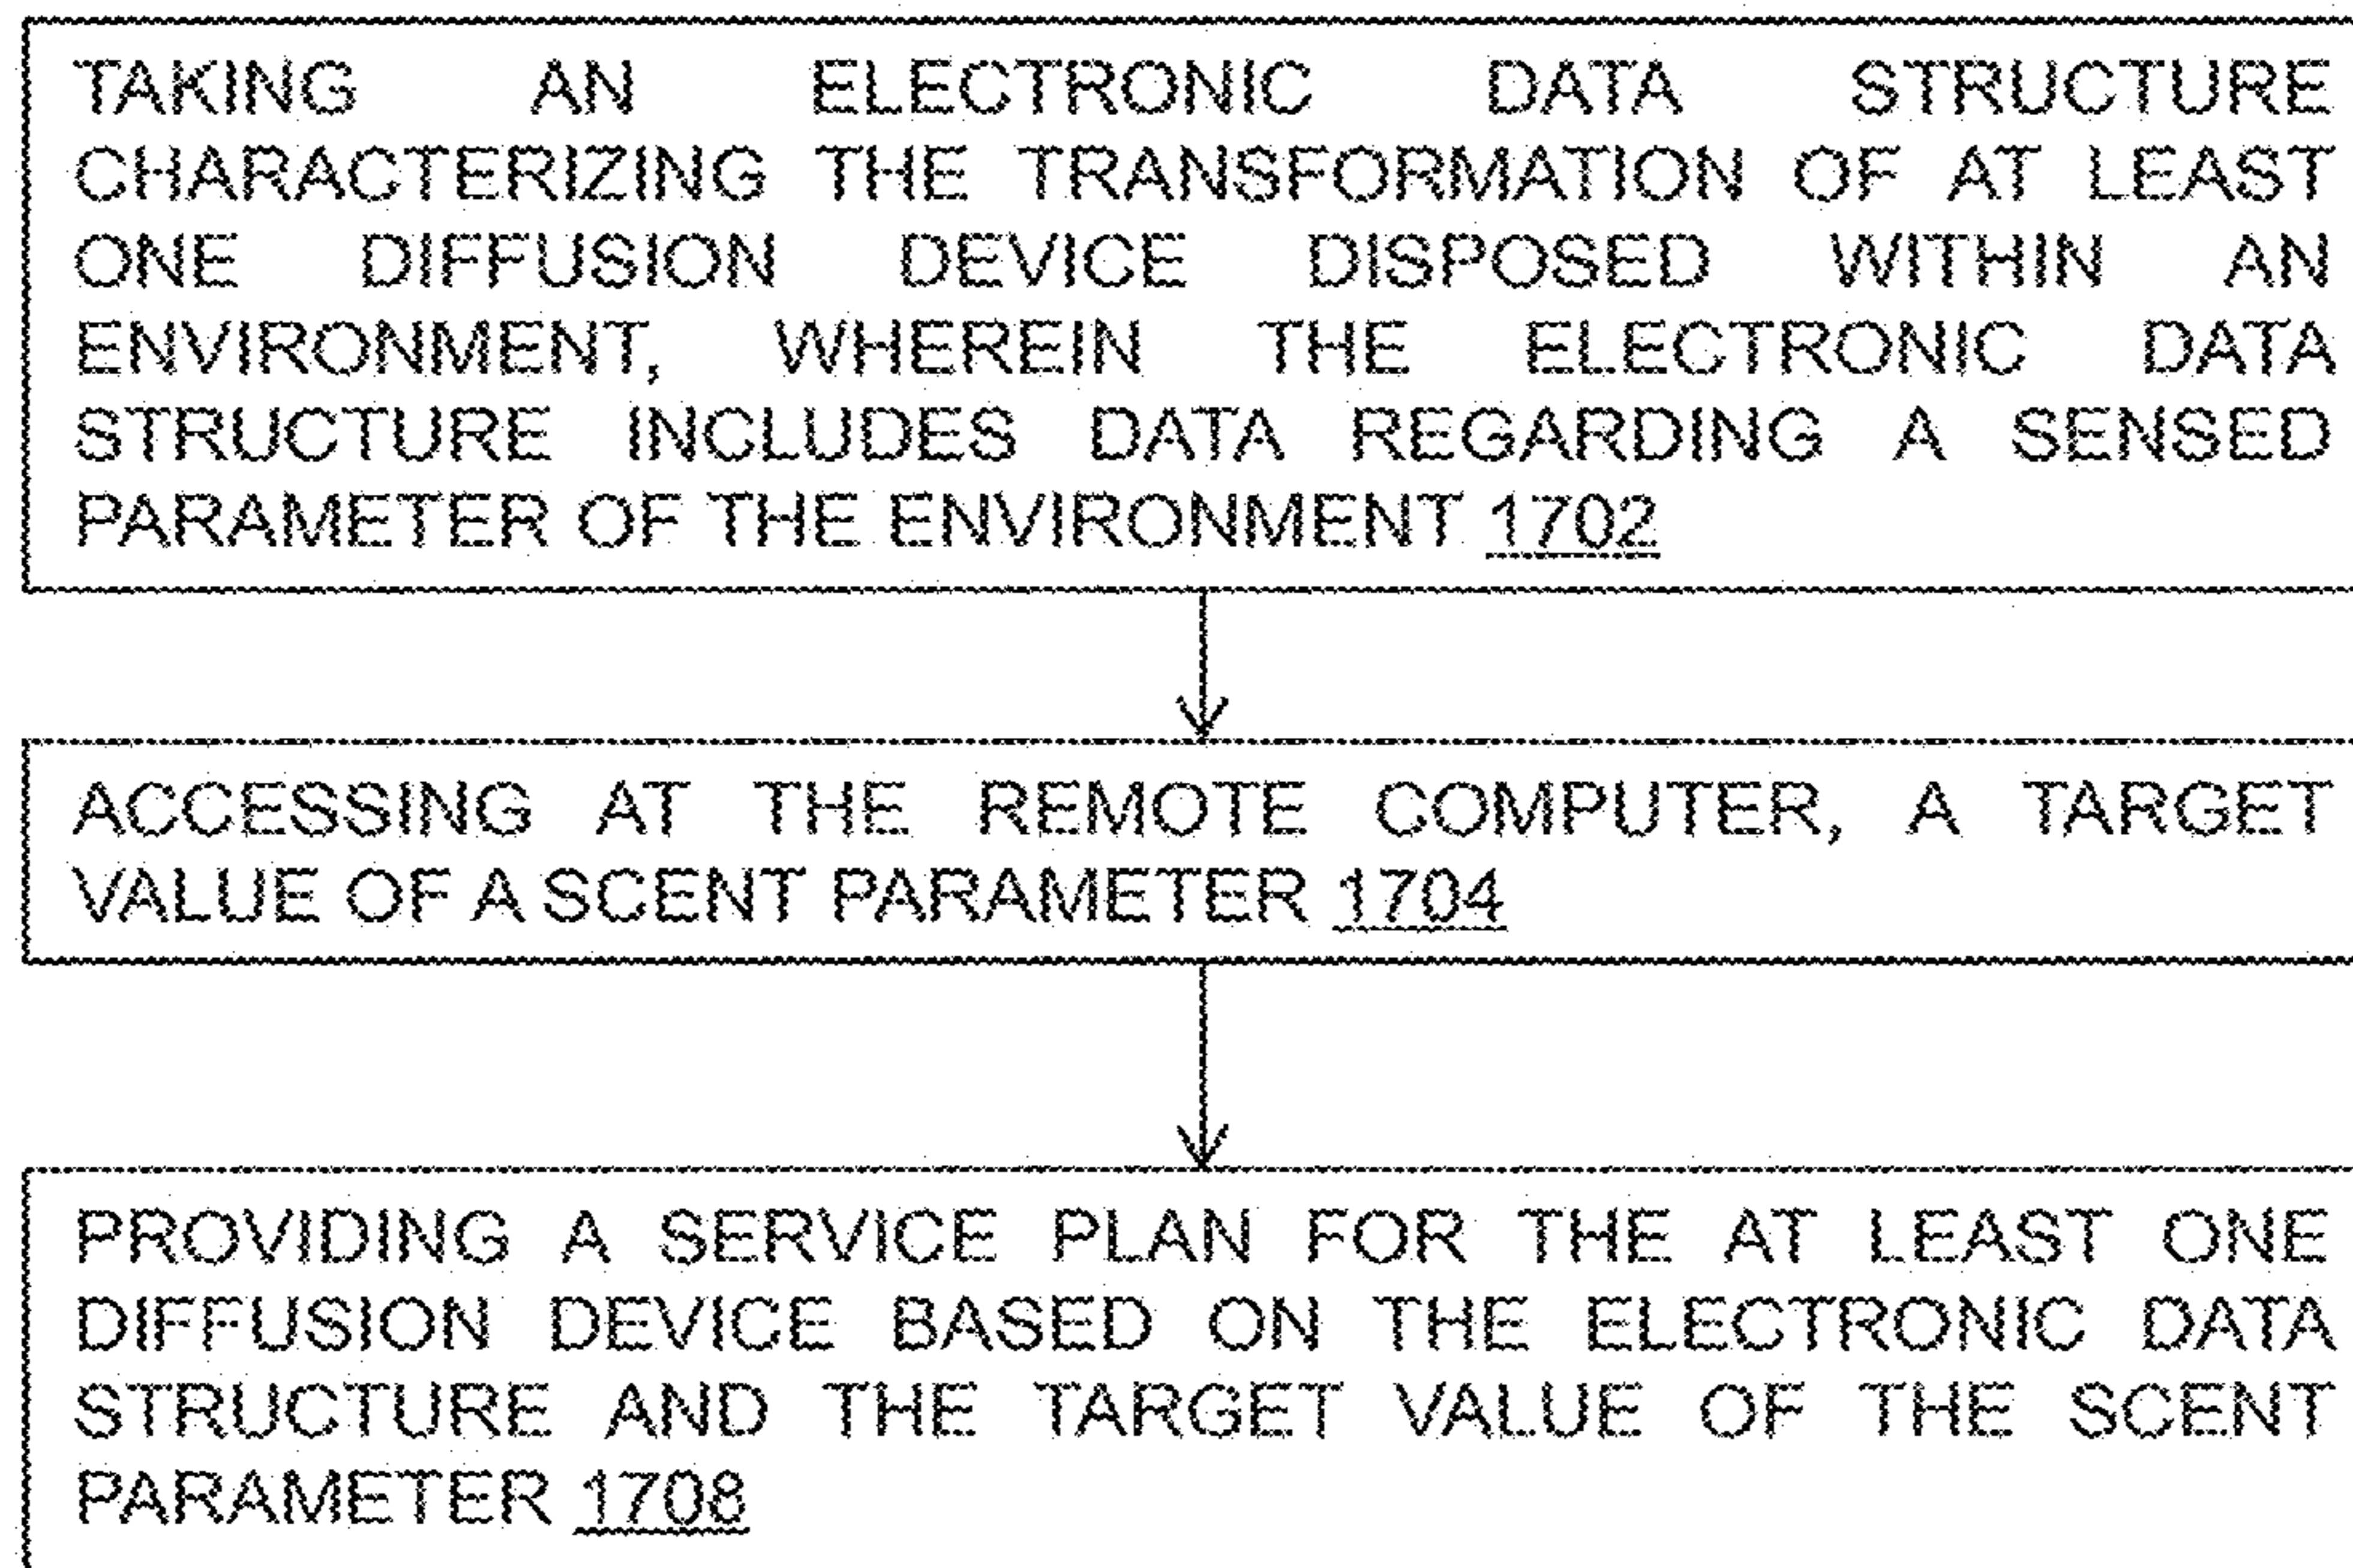 TAKING AN ELECTRONIC DATA STRUCTURE
CHARACTERIZING THE TRANSFORMATION OF AT LEAST
ONE DIFFUSION DEVICE DISPOSED WITHIN AN
ENVIRONMENT, WHEREIN THE ELECTRONIC DATA
STRUCTURE INCLUDES DATA REGARDING A SENSED
PARAMETER OF THE ENVIRONMENT 1702
ACCESSING AT THE REMOTE COMPUTER, A TARGET
VALUE OF A SCENT PARAMETER 1704
PROVIDING A SERVICE PLAN FOR THE AT LEAST ONE
DIFFUSION DEVICE BASED ON THE ELECTRONIC DATA
STRUCTURE AND THE TARGET VALUE OF THE SCENT
PARAMETER 1708